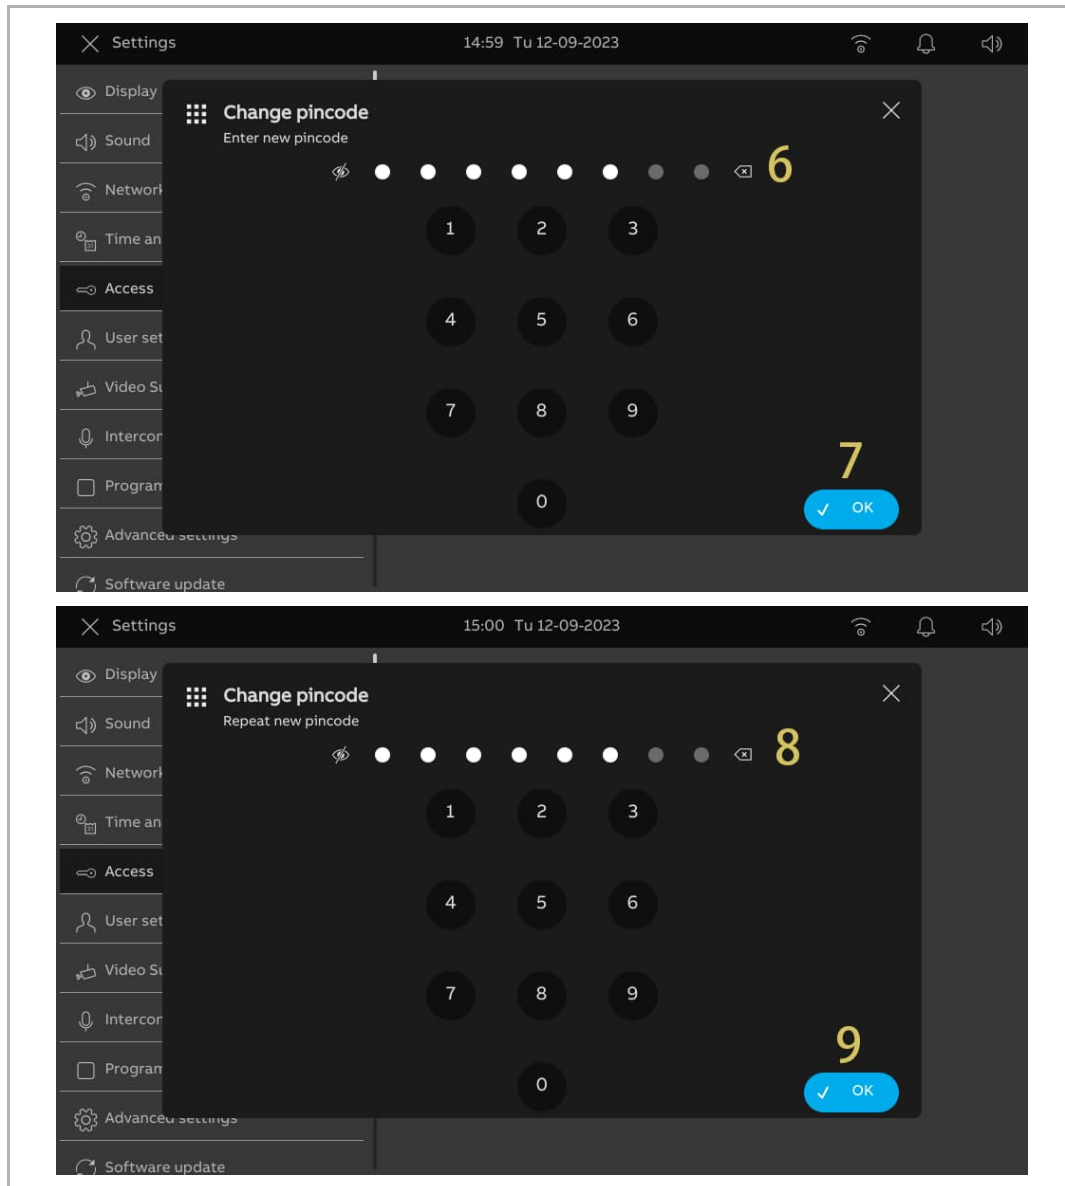 Settings 14:59 Tu 12-09-2023
Display
Change pincode
Enter new pincode
Sound
6
Network
1 2 3
Time an
Access
4 5 6
User set
Video Su
7 8 9
Intercom
7
Program
0
OK
Advanced settings
Software update
Settings 15:00 Tu 12-09-2023
Display
Change pincode
Repeat new pincode
Sound
8
Network
1 2 3
Time an
Access
4 5 6
User set
Video Su
7 8 9
Intercom
9
Program
0
OK
Advanced settings
Software update